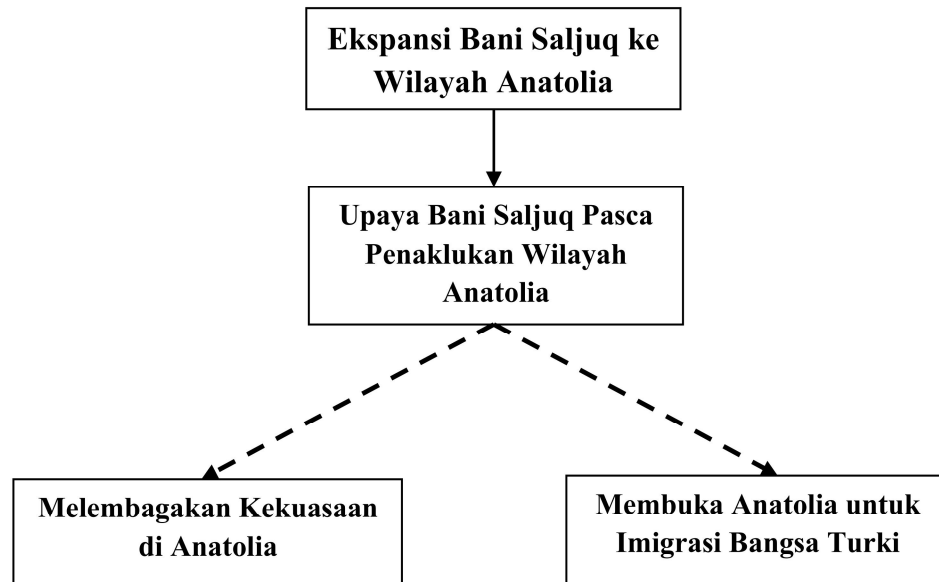 Ekspansi Bani Saljuq ke
Wilayah Anatolia
Upaya Bani Saljuq Pasca
Penaklukan Wilayah
Anatolia
Melembagakan Kekuasaan
di Anatolia
Membuka Anatolia untuk
Imigrasi Bangsa Turki